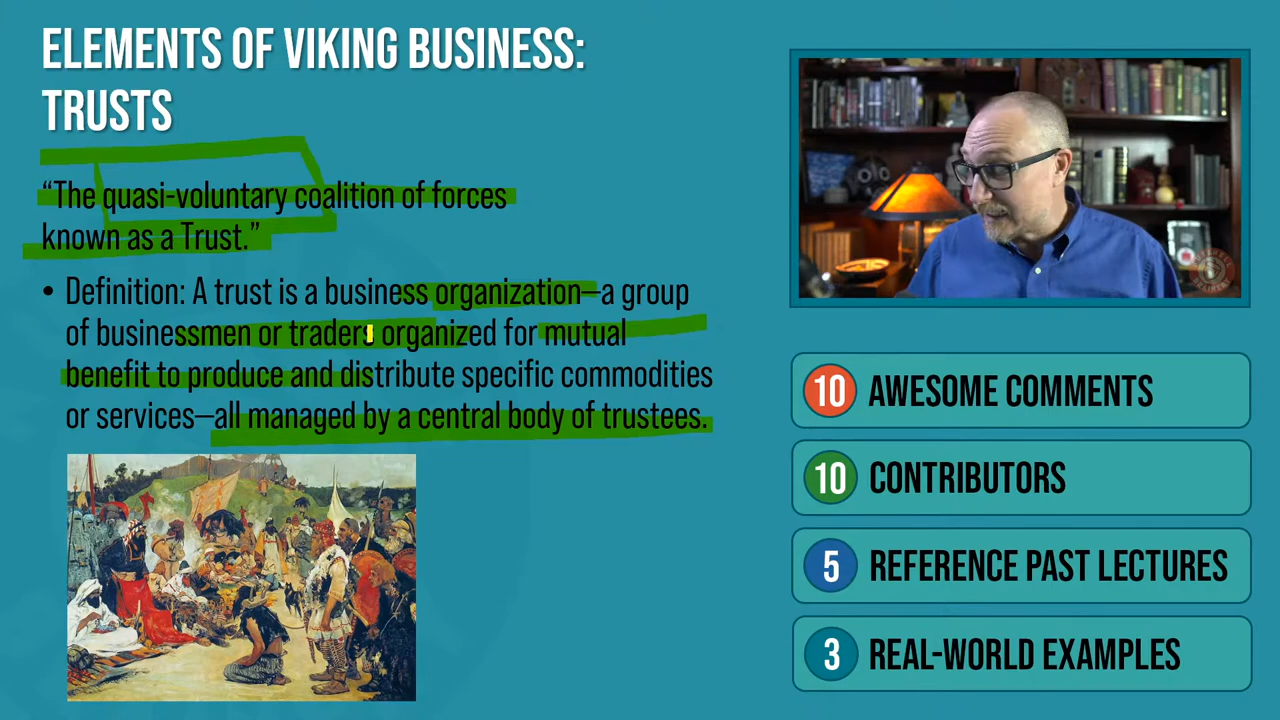 ELEMENTS OF VIKING BUSINESS:
TRUSTS
“The quasi-voluntary coalition of forces
known as a Trust.”
• Definition: A trust is a business organization—a group
of businessmen or traders organized for mutual
benefit to produce and distribute specific commodities
or services—all managed by a central body of trustees.
10 AWESOME COMMENTS
10 CONTRIBUTORS
5 REFERENCE PAST LECTURES
3 REAL-WORLD EXAMPLES